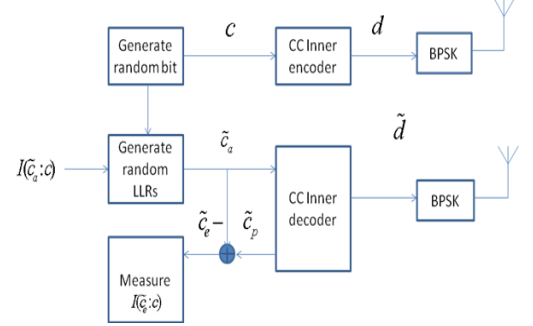 c
d
Generate
random bit
CC Inner
encoder
BPSK
Generate
random
LLRs
I(c̃ₐ:c)
c̃ₐ
d̃
CC Inner
decoder
BPSK
c̃ₑ −
c̃ₚ
+
Measure
I(c̃ₑ:c)